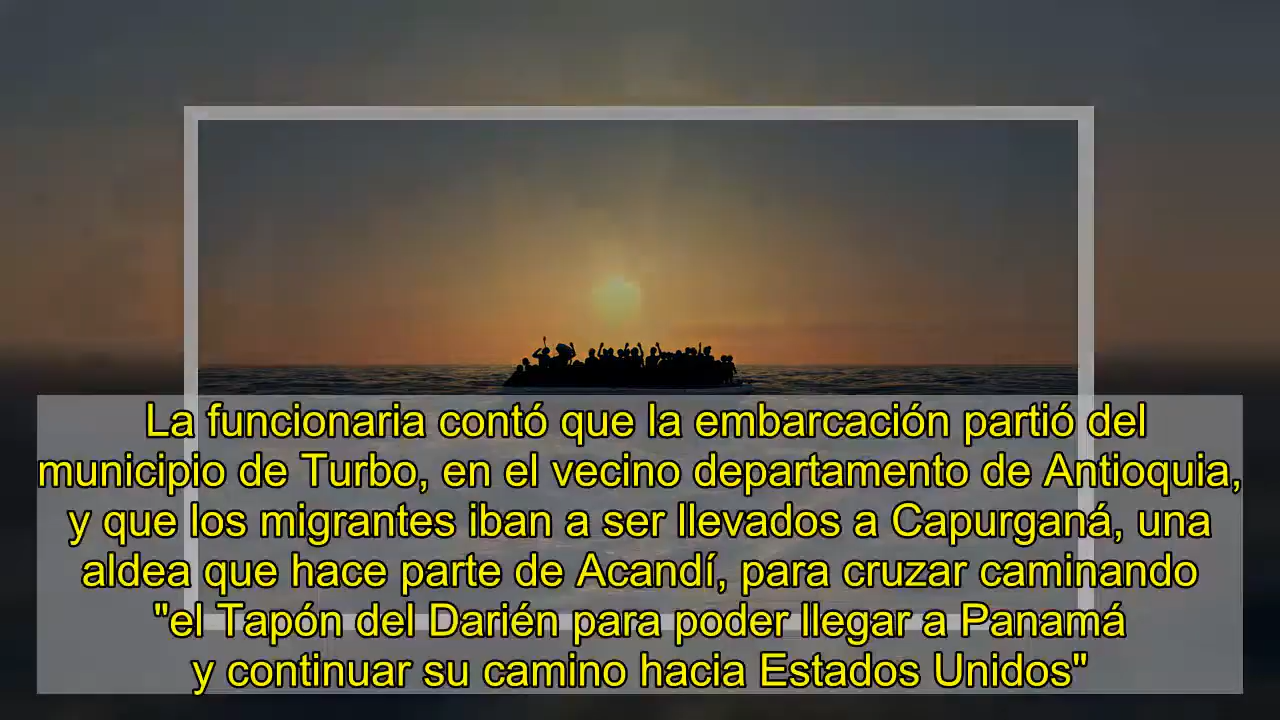 La funcionaria contó que la embarcación partió del
municipio de Turbo, en el vecino departamento de Antioquia,
y que los migrantes iban a ser llevados a Capurganá, una
aldea que hace parte de Acandí, para cruzar caminando
"el Tapón del Darién para poder llegar a Panamá
y continuar su camino hacia Estados Unidos"